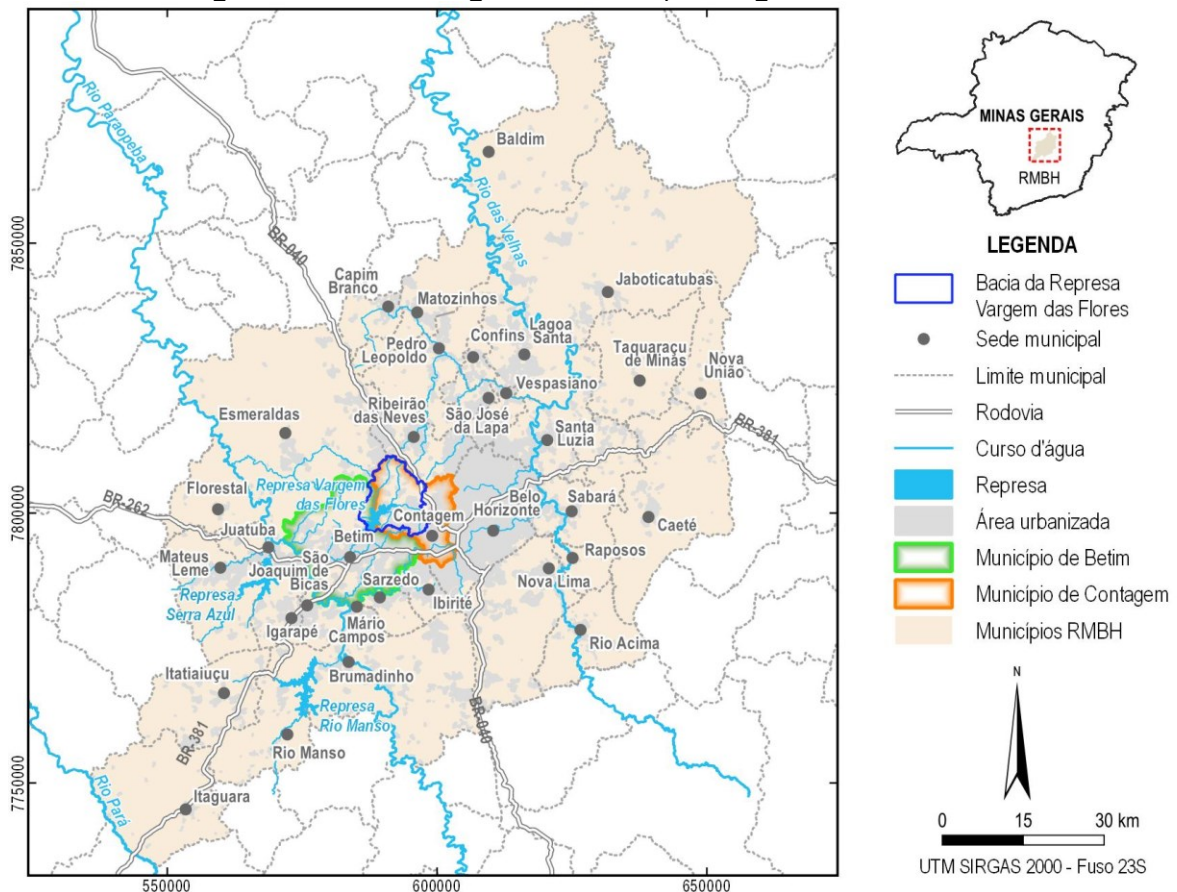 Rio Paraopeba
BR-040
Baldim
Rio das Velhas
7850000
Capim
Branco
Matozinhos
Jaboticatubas
Pedro
Leopoldo
Confins
Lagoa
Santa
Taquaraçu
de Minas
Nova
União
Vespasiano
Esmeraldas
Ribeirão
das Neves
São José
da Lapa
Santa
Luzia
BR-381
Represa Vargem
das Flores
Florestal
BR-262
7800000
Contagem
Belo
Horizonte
Sabará
Caeté
Juatuba
Betim
Mateus
Leme
São
Joaquim de
Bicas
Sarzedo
Raposos
Nova Lima
Represa
Serra Azul
Ibirité
Igarapé
Mário
Campos
Rio Acima
Itatiaiuçu
Brumadinho
Represa
Rio Manso
BR-381
Rio Manso
BR-040
7750000
Rio Pará
Itaguara
550000
600000
650000
MINAS GERAIS
RMBH
LEGENDA
Bacia da Represa
Vargem das Flores
Sede municipal
Limite municipal
Rodovia
Curso d'água
Represa
Área urbanizada
Município de Betim
Município de Contagem
Municípios RMBH
N
0 15 30 km
UTM SIRGAS 2000 - Fuso 23S